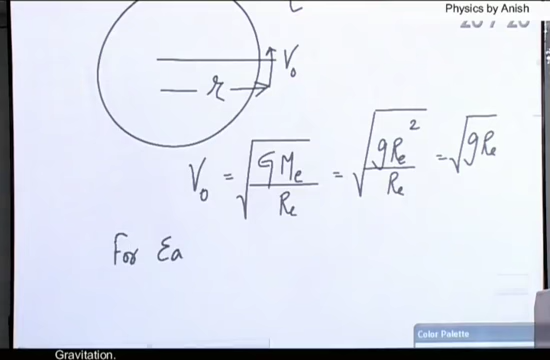 Physics by Anish
V₀
r
V₀ = √(GMₑ/Rₑ) = √(gRₑ²/Rₑ) = √gRₑ
For Ea
Color Palette
Gravitation.